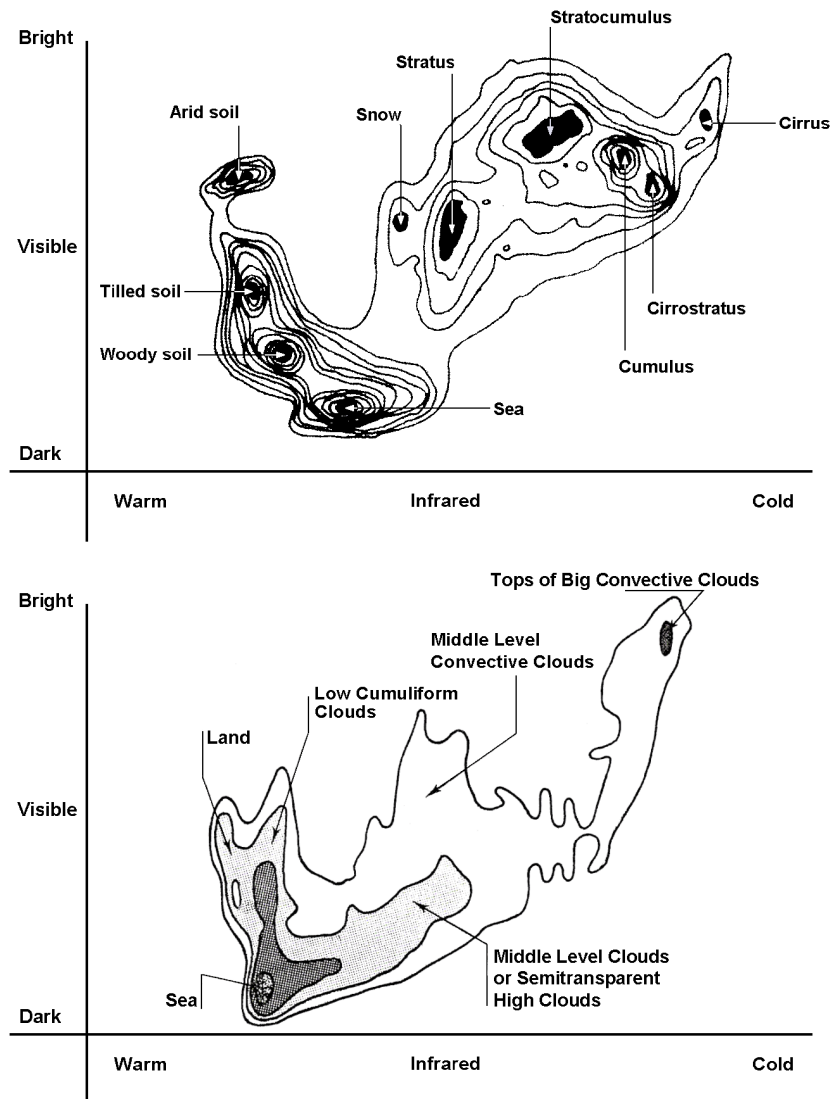 Bright
Stratocumulus
Stratus
Arid soil
Snow
Cirrus
Visible
Tilled soil
Cirrostratus
Woody soil
Cumulus
Sea
Dark
Warm
Infrared
Cold
Tops of Big Convective Clouds
Bright
Middle Level
Convective Clouds
Low Cumuliform
Clouds
Land
Visible
Middle Level Clouds
or Semitransparent
High Clouds
Sea
Dark
Warm
Infrared
Cold